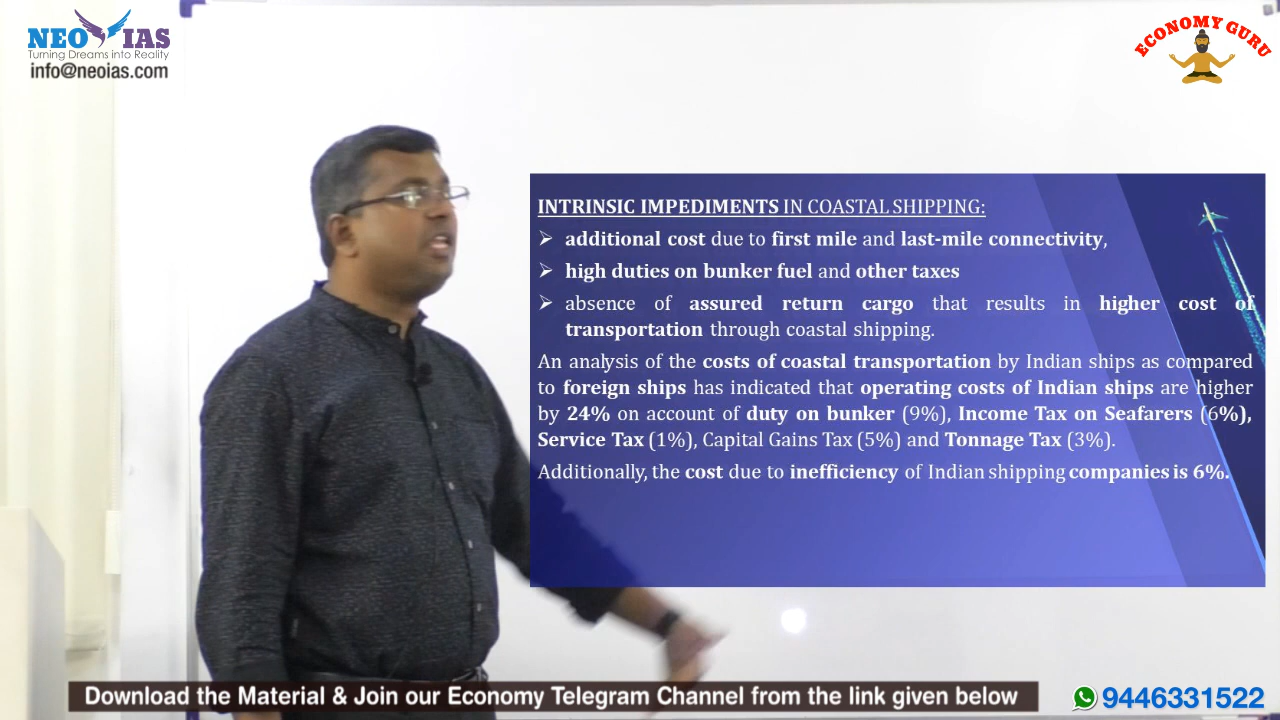 NEO IAS
Turning Dreams into Reality
info@neoias.com
ECONOMY GURU
INTRINSIC IMPEDIMENTS IN COASTAL SHIPPING:
➢ additional cost due to first mile and last-mile connectivity,
➢ high duties on bunker fuel and other taxes
➢ absence of assured return cargo that results in higher cost of
transportation through coastal shipping.
An analysis of the costs of coastal transportation by Indian ships as compared
to foreign ships has indicated that operating costs of Indian ships are higher
by 24% on account of duty on bunker (9%), Income Tax on Seafarers (6%),
Service Tax (1%), Capital Gains Tax (5%) and Tonnage Tax (3%).
Additionally, the cost due to inefficiency of Indian shipping companies is 6%.
Download the Material & Join our Economy Telegram Channel from the link given below
9446331522